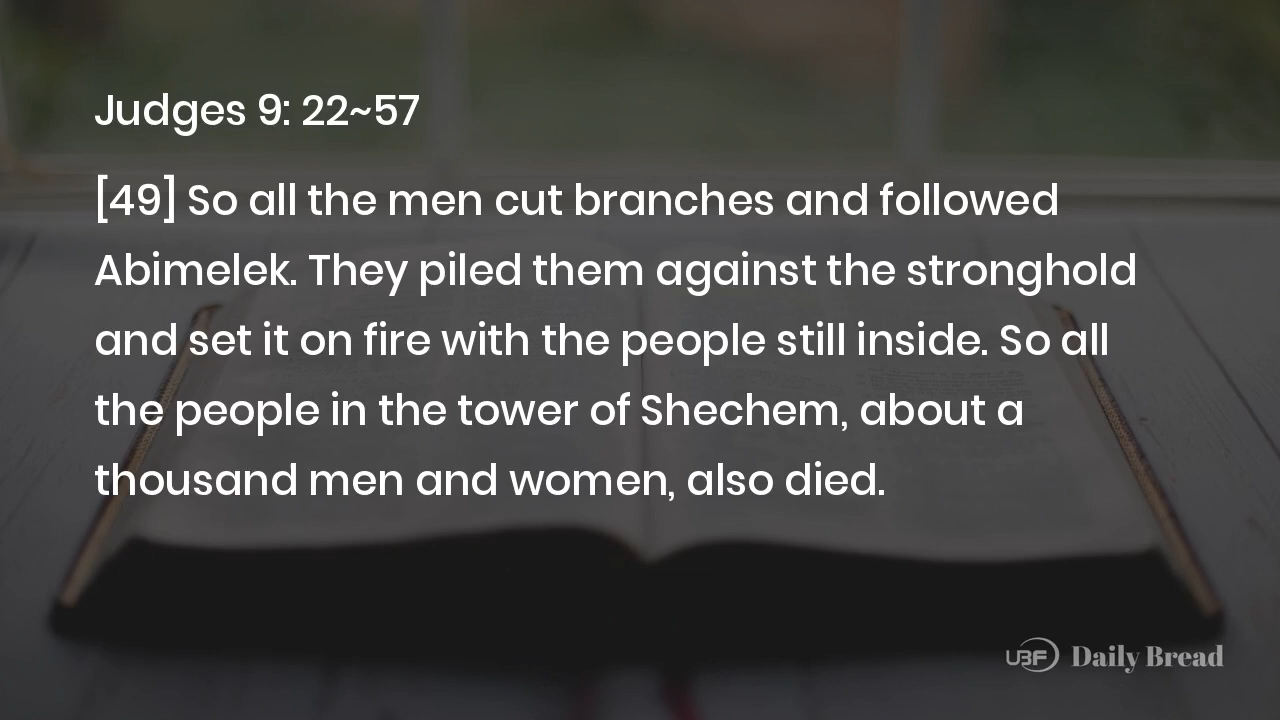 Judges 9: 22~57
[49] So all the men cut branches and followed
Abimelek. They piled them against the stronghold
and set it on fire with the people still inside. So all
the people in the tower of Shechem, about a
thousand men and women, also died.
UBF Daily Bread